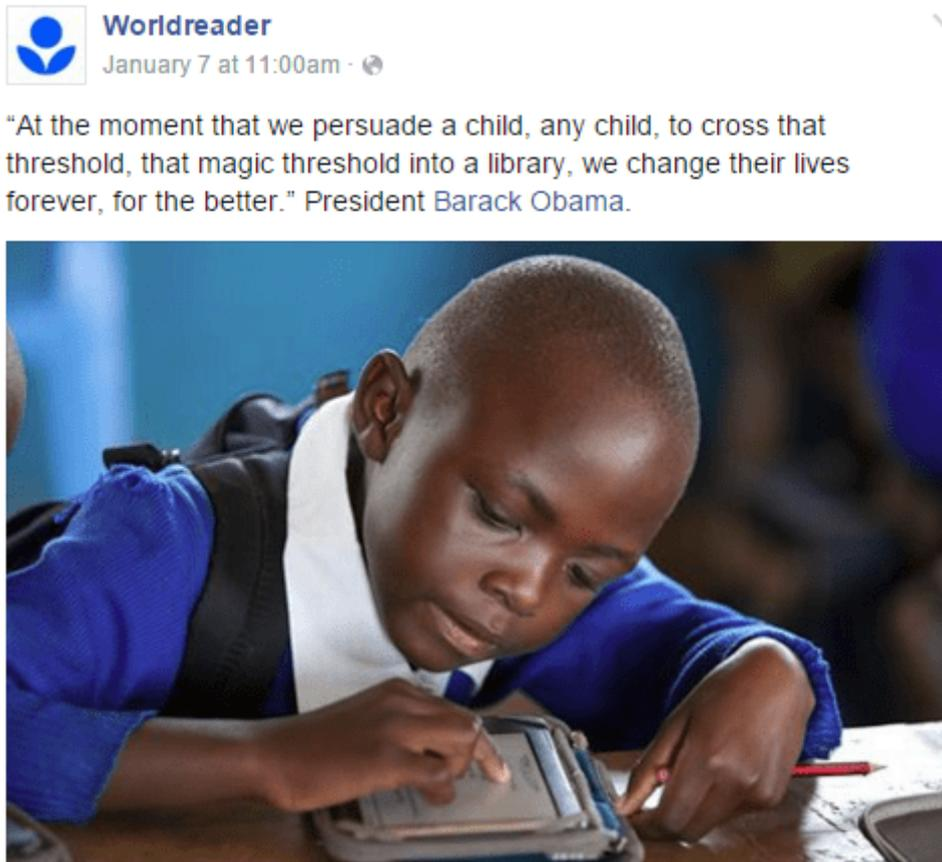 Worldreader
January 7 at 11:00am ·
“At the moment that we persuade a child, any child, to cross that
threshold, that magic threshold into a library, we change their lives
forever, for the better.” President Barack Obama.